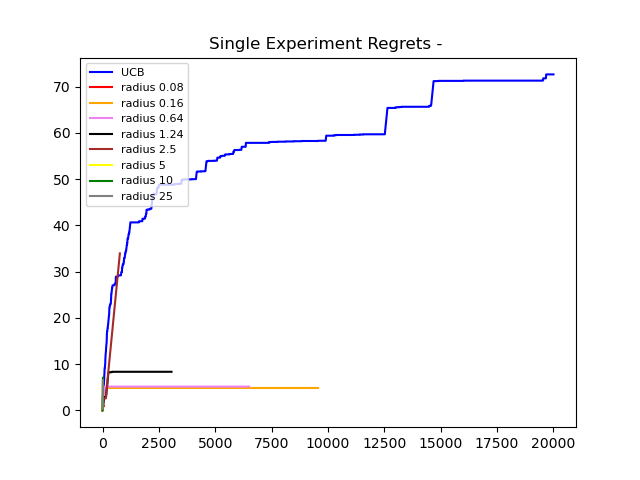 Single Experiment Regrets -
UCB
radius 0.08
radius 0.16
radius 0.64
radius 1.24
radius 2.5
radius 5
radius 10
radius 25
70
60
50
40
30
20
10
0
0 2500 5000 7500 10000 12500 15000 17500 20000